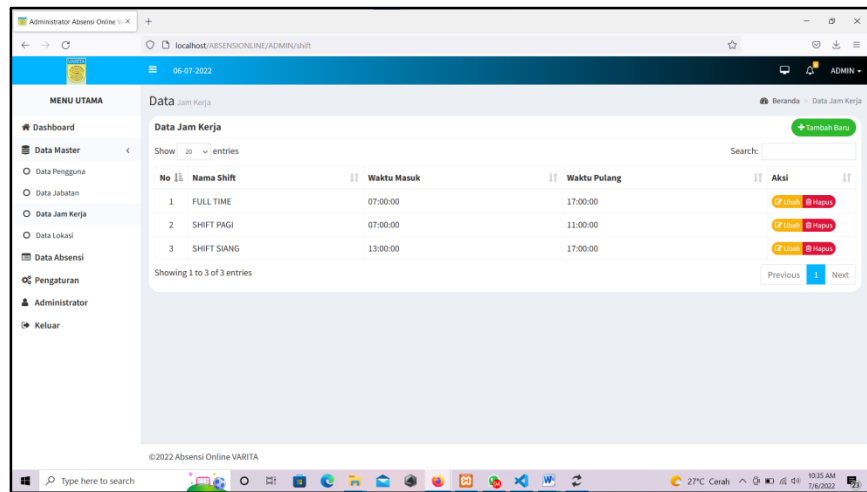 Administrator Absensi Online V
localhost/ABSENSIONLINE/ADMIN/shift
VARITA
06-07-2022
ADMIN
MENU UTAMA
Data Jam Kerja
Beranda > Data Jam Kerja
Dashboard
Data Master
Data Pengguna
Data Jabatan
Data Jam Kerja
Data Lokasi
Data Absensi
Pengaturan
Administrator
Keluar
Data Jam Kerja
+Tambah Baru
Show 20 entries
Search:
No Nama Shift Waktu Masuk Waktu Pulang Aksi
1 FULL TIME 07:00:00 17:00:00 Ubah Hapus
2 SHIFT PAGI 07:00:00 11:00:00 Ubah Hapus
3 SHIFT SIANG 13:00:00 17:00:00 Ubah Hapus
Showing 1 to 3 of 3 entries
Previous 1 Next
©2022 Absensi Online VARITA
Type here to search
27°C Cerah
10:35 AM
7/6/2022